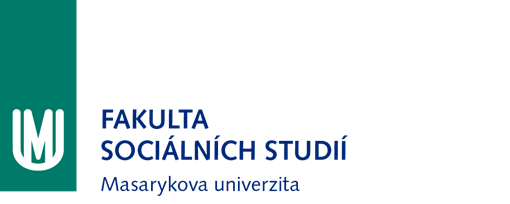 FAKULTA
SOCIÁLNÍCH STUDIÍ
Masarykova univerzita